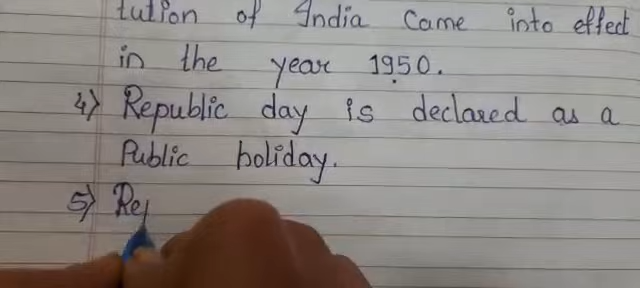 tution of India Came into effect
in the year 1950.
4) Republic day is declared as a
Public holiday.
5) Rep